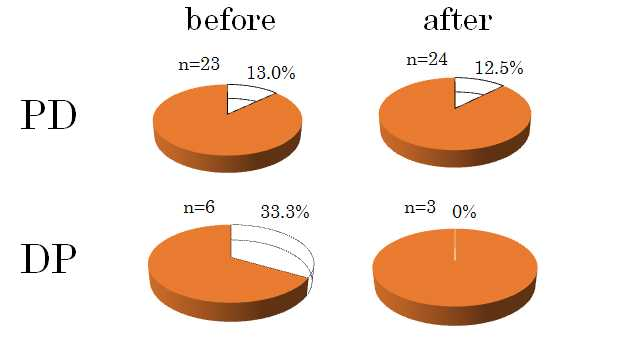 before after
n=23 13.0% n=24 12.5%
PD
n=6 33.3% n=3 0%
DP